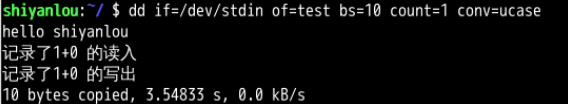 shiyanlou:~/ $ dd if=/dev/stdin of=test bs=10 count=1 conv=ucase
hello shiyanlou
记录了1+0 的读入
记录了1+0 的写出
10 bytes copied, 3.54833 s, 0.0 kB/s